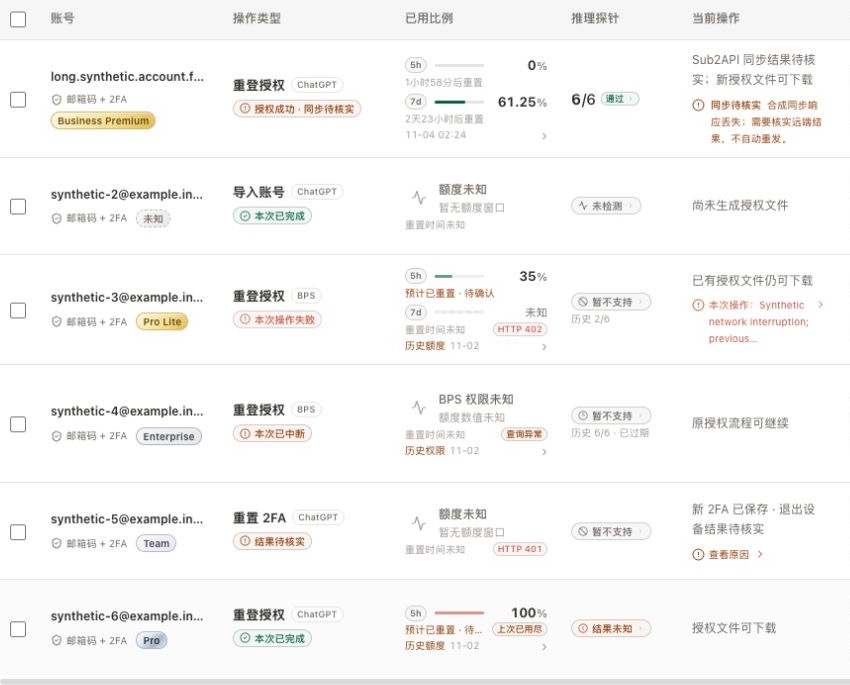 账号
操作类型
已用比例
推理探针
当前操作
long.synthetic.account.f...
邮箱码 + 2FA
Business Premium
重登授权 ChatGPT
授权成功 · 同步待核实
5h 0%
1小时58分后重置
7d 61.25%
2天23小时后重置
11-04 02:24
6/6 通过
Sub2API 同步结果待核
实；新授权文件可下载
同步待核实 合成同步响
应丢失；需要核实远端结
果，不自动重发。
synthetic-2@example.in...
邮箱码 + 2FA 未知
导入账号 ChatGPT
本次已完成
额度未知
暂无额度窗口
重置时间未知
未检测
尚未生成授权文件
synthetic-3@example.in...
邮箱码 + 2FA Pro Lite
重登授权 BPS
本次操作失败
5h 35%
预计已重置 · 待确认
7d 未知
重置时间未知 HTTP 402
历史额度 11-02
暂不支持
历史 2/6
已有授权文件仍可下载
本次操作：Synthetic
network interruption;
previous...
synthetic-4@example.in...
邮箱码 + 2FA Enterprise
重登授权 BPS
本次已中断
BPS 权限未知
额度数值未知
重置时间未知 查询异常
历史权限 11-02
暂不支持
历史 6/6 · 已过期
原授权流程可继续
synthetic-5@example.in...
邮箱码 + 2FA Team
重置 2FA ChatGPT
结果待核实
额度未知
暂无额度窗口
重置时间未知 HTTP 401
暂不支持
新 2FA 已保存 · 退出设
备结果待核实
查看原因
synthetic-6@example.in...
邮箱码 + 2FA Pro
重登授权 ChatGPT
本次已完成
5h 100%
预计已重置 · 待... 上次已用尽
历史额度 11-02
结果未知
授权文件可下载